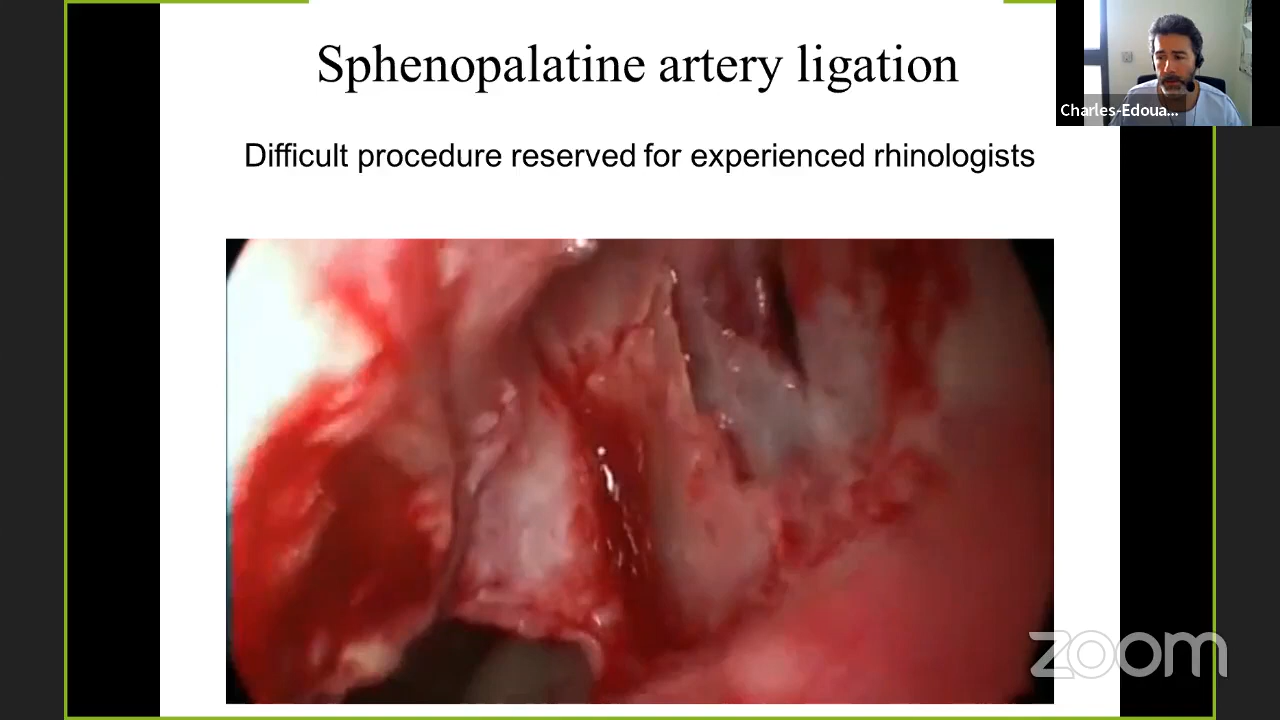 Sphenopalatine artery ligation
Difficult procedure reserved for experienced rhinologists
Charles-Edoua...
zoom